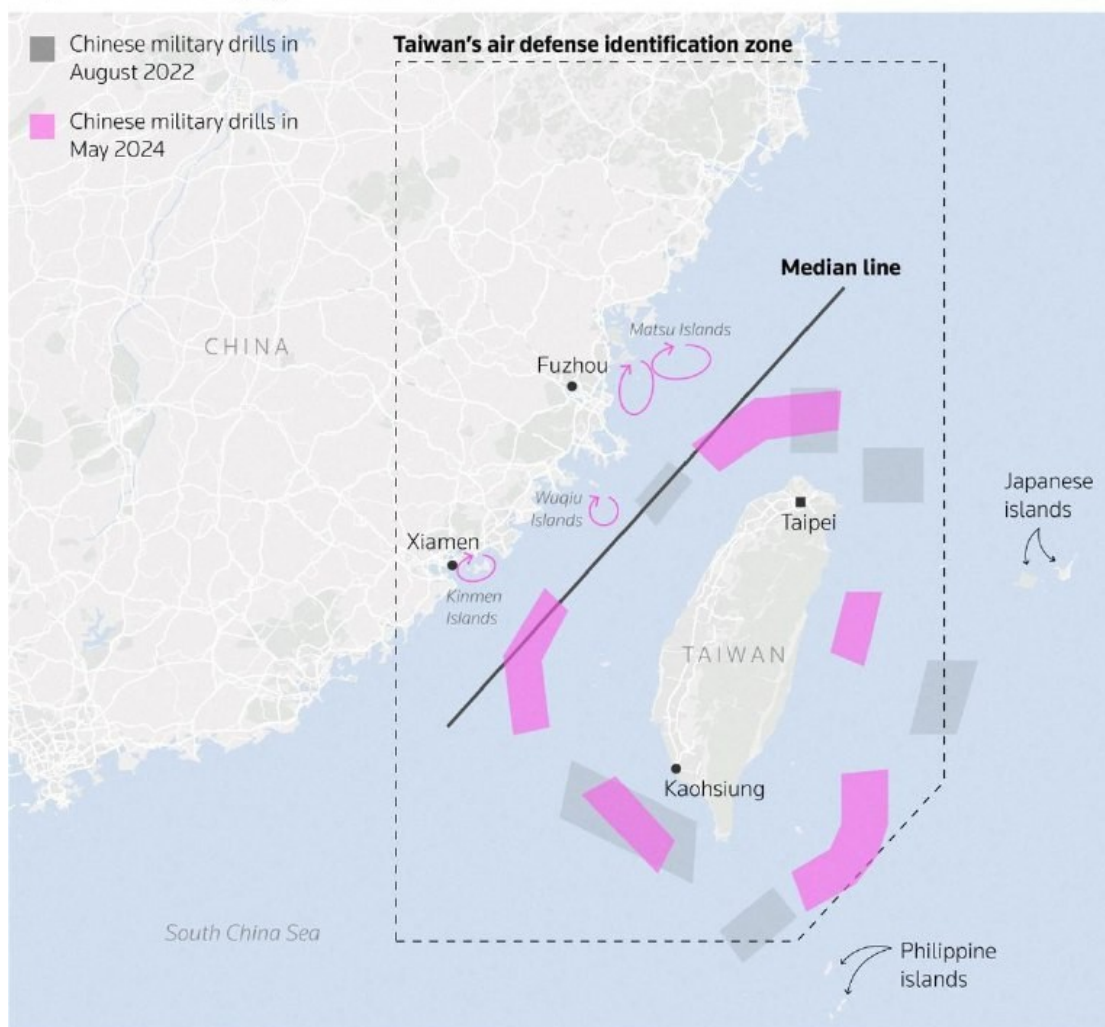 Chinese military drills in
August 2022
Chinese military drills in
May 2024
Taiwan's air defense identification zone
Median line
CHINA
Matsu Islands
Fuzhou
Wuqiu
Islands
Taipei
Japanese
islands
Xiamen
Kinmen
Islands
TAIWAN
Kaohsiung
South China Sea
Philippine
islands